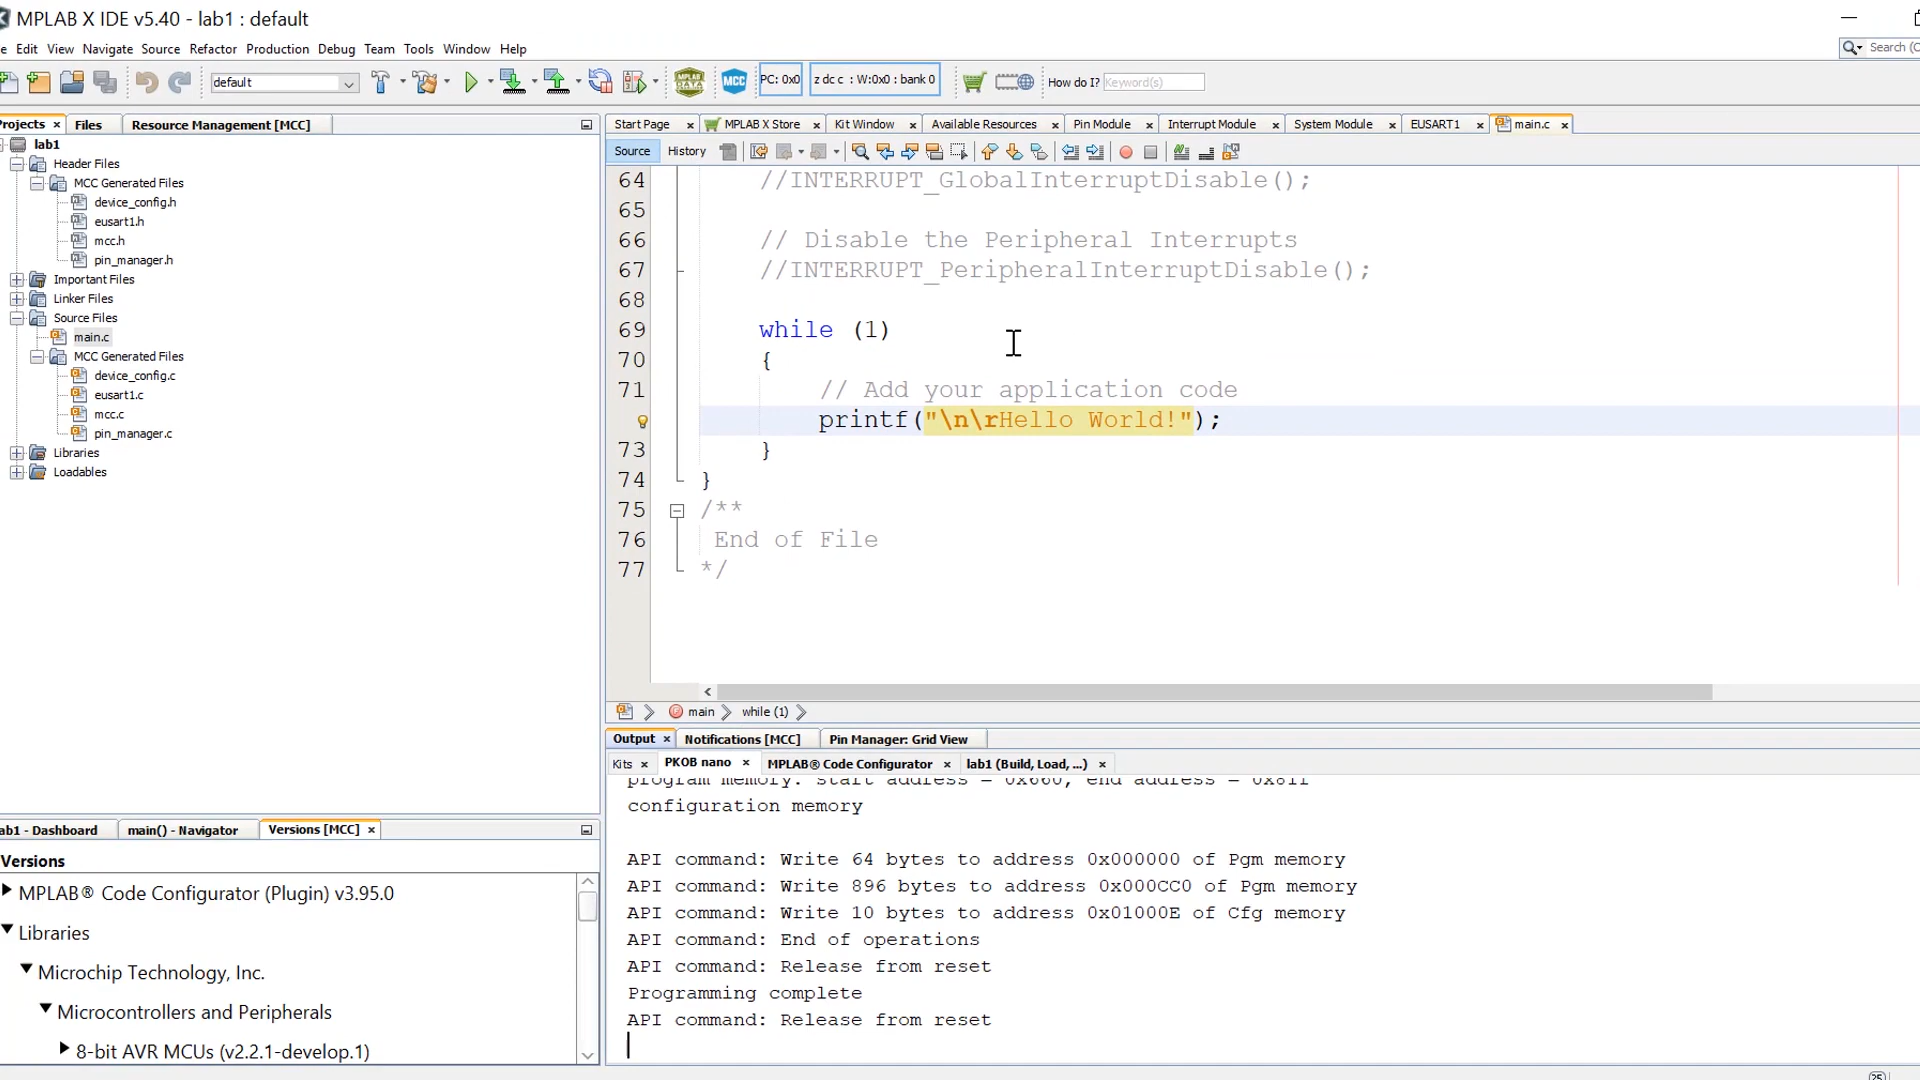 MPLAB X IDE v5.40 - lab1 : default
Edit View Navigate Source Refactor Production Debug Team Tools Window Help
Search (C
default
MCC
PC: 0x0
z dc c : W:0x0 : bank 0
How do I? Keyword(s)
Projects × Files Resource Management [MCC]
lab1
Header Files
MCC Generated Files
device_config.h
eusart1.h
mcc.h
pin_manager.h
Important Files
Linker Files
Source Files
main.c
MCC Generated Files
device_config.c
eusart1.c
mcc.c
pin_manager.c
Libraries
Loadables
Start Page × MPLAB X Store × Kit Window × Available Resources × Pin Module × Interrupt Module × System Module × EUSART1 × main.c ×
Source History
64 //INTERRUPT_GlobalInterruptDisable();
65
66 // Disable the Peripheral Interrupts
67 //INTERRUPT_PeripheralInterruptDisable();
68
69 while (1)
70 {
71 // Add your application code
printf("\n\rHello World!");
73 }
74 }
75 /**
76 End of File
77 */
main while (1)
Output × Notifications [MCC] Pin Manager: Grid View
Kits × PKOB nano × MPLAB® Code Configurator × lab1 (Build, Load, ...) ×
program memory: start address = 0x660, end address = 0x811
configuration memory
API command: Write 64 bytes to address 0x000000 of Pgm memory
API command: Write 896 bytes to address 0x000CC0 of Pgm memory
API command: Write 10 bytes to address 0x01000E of Cfg memory
API command: End of operations
API command: Release from reset
Programming complete
API command: Release from reset
ab1 - Dashboard main() - Navigator Versions [MCC] ×
Versions
MPLAB® Code Configurator (Plugin) v3.95.0
Libraries
Microchip Technology, Inc.
Microcontrollers and Peripherals
8-bit AVR MCUs (v2.2.1-develop.1)